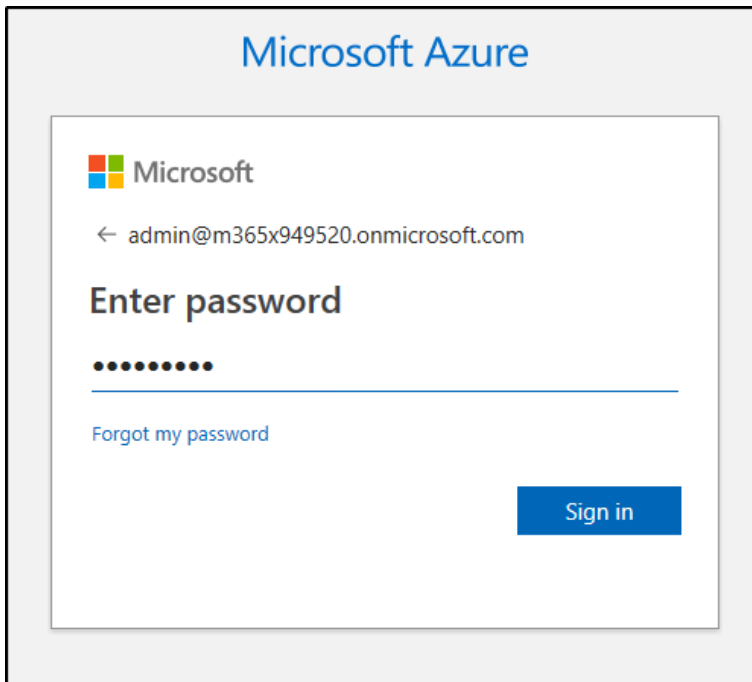 Microsoft Azure
Microsoft
← admin@m365x949520.onmicrosoft.com
Enter password
•••••••••
Forgot my password
Sign in